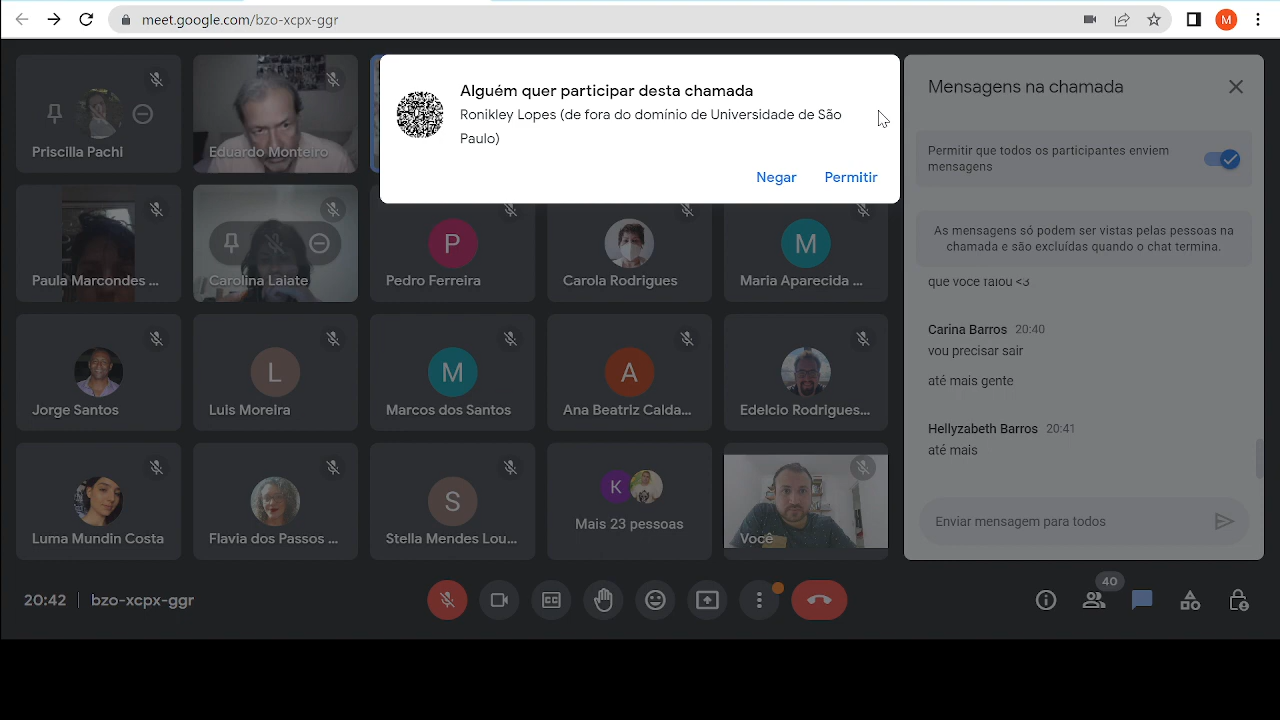 meet.google.com/bzo-xcpx-ggr
M
Alguém quer participar desta chamada
Ronikley Lopes (de fora do domínio de Universidade de São
Paulo)
Negar
Permitir
Mensagens na chamada
Permitir que todos os participantes enviem
mensagens
As mensagens só podem ser vistas pelas pessoas na
chamada e são excluídas quando o chat termina.
que você falou <3
Carina Barros 20:40
vou precisar sair
até mais gente
Hellyzabeth Barros 20:41
até mais
Enviar mensagem para todos
Priscilla Pachi
Eduardo Monteiro
Paula Marcondes ...
Carolina Laiate
P
Pedro Ferreira
Carola Rodrigues
M
Maria Aparecida ...
Jorge Santos
L
Luis Moreira
M
Marcos dos Santos
A
Ana Beatriz Calda...
Edelcio Rodrigues...
Luma Mundin Costa
Flavia dos Passos ...
S
Stella Mendes Lou...
K
Mais 23 pessoas
Você
20:42 | bzo-xcpx-ggr
CC
40